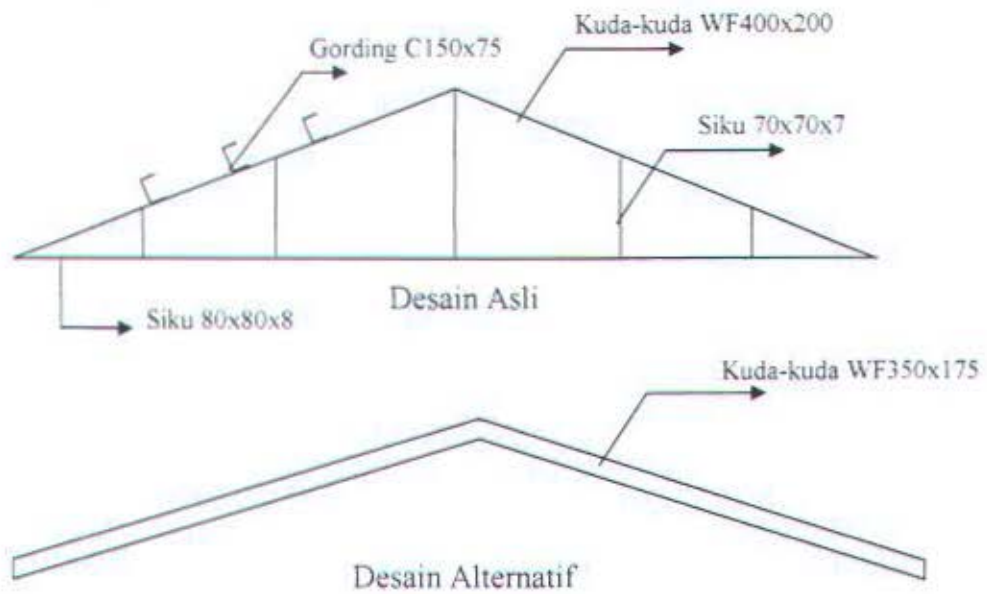 Kuda-kuda WF400x200
Gording C150x75
Siku 70x70x7
Desain Asli
Siku 80x80x8
Kuda-kuda WF350x175
Desain Alternatif